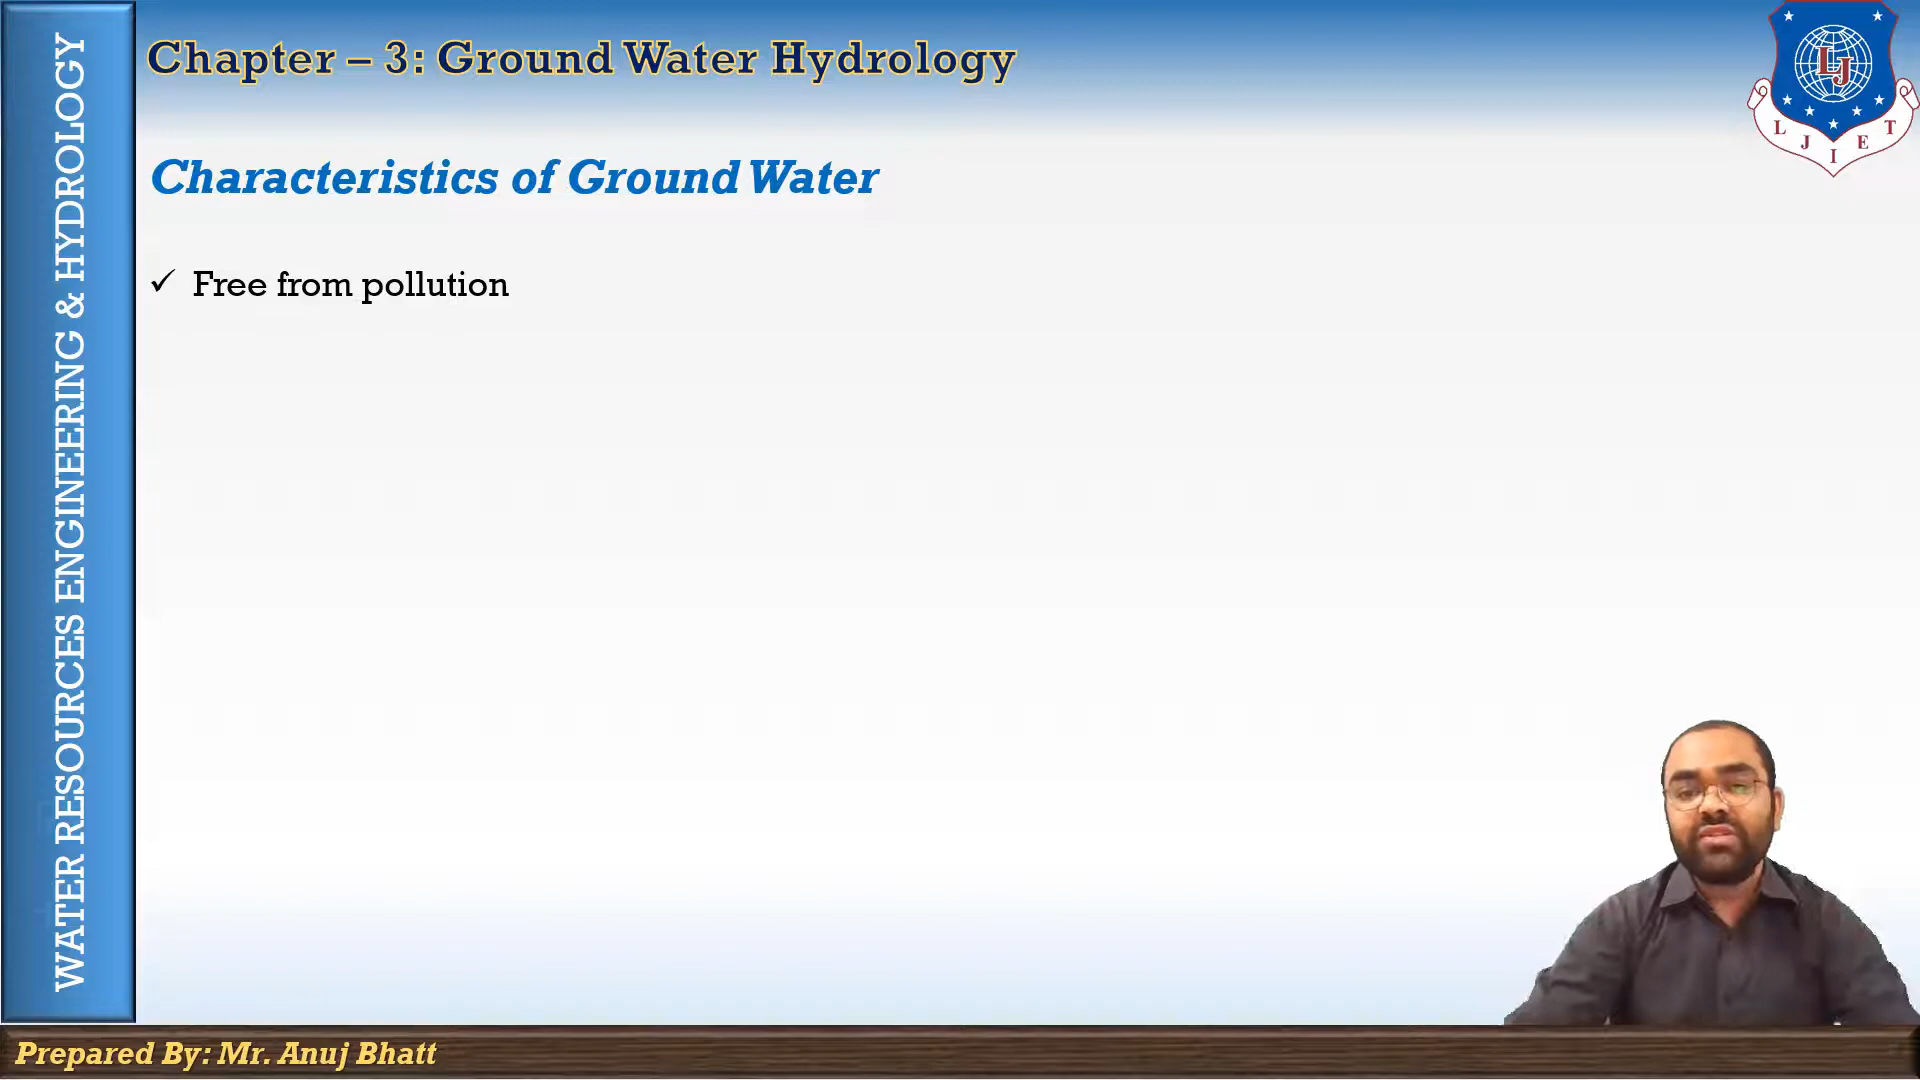 Chapter – 3: Ground Water Hydrology
LJ
L J I E T
WATER RESOURCES ENGINEERING & HYDROLOGY
Characteristics of Ground Water
✓ Free from pollution
Prepared By: Mr. Anuj Bhatt